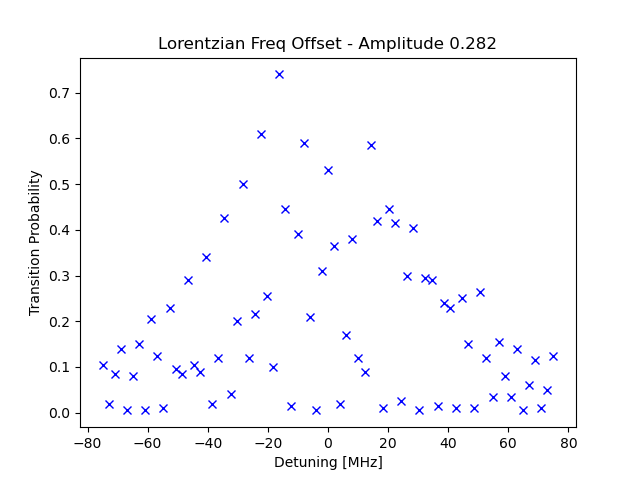 Lorentzian Freq Offset - Amplitude 0.282
Transition Probability
0.7
0.6
0.5
0.4
0.3
0.2
0.1
0.0
−80 −60 −40 −20 0 20 40 60 80
Detuning [MHz]